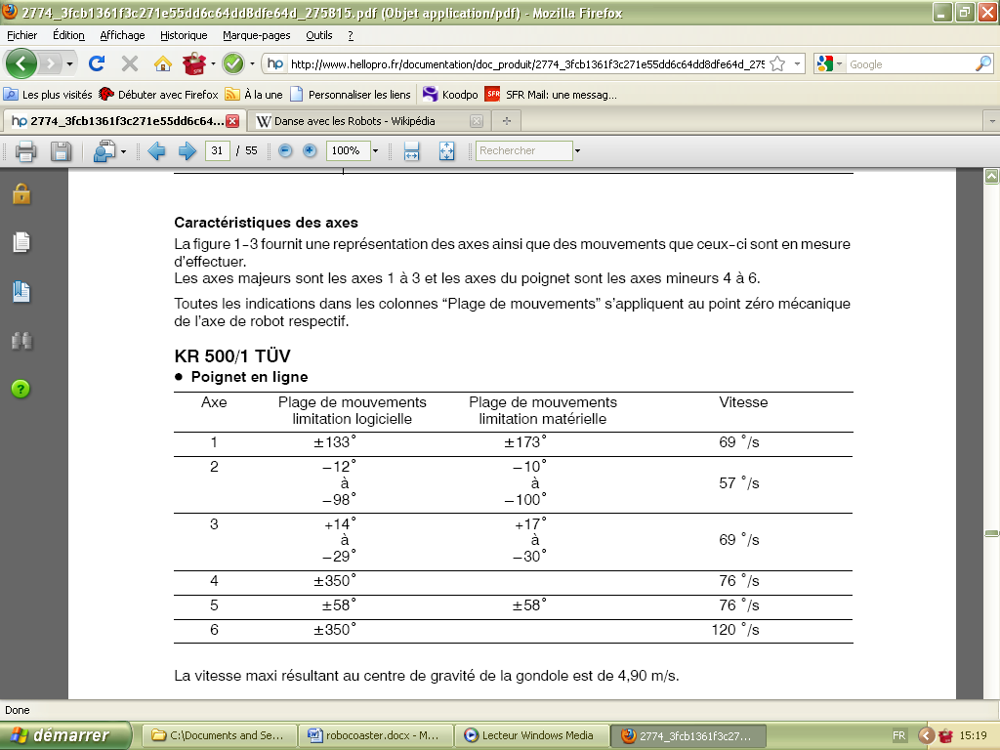 2774_3fcb1361f3c271e55dd6c64dd8dfe64d_275815.pdf (Objet application/pdf) - Mozilla Firefox
Fichier Édition Affichage Historique Marque-pages Outils ?
hp http://www.hellopro.fr/documentation/doc_produit/2774_3fcb1361f3c271e55dd6c64dd8dfe64d_275 Google
Les plus visités Débuter avec Firefox À la une Personnaliser les liens Koodpo SFR SFR Mail: une messag...
hp 2774_3fcb1361f3c271e55dd6c64... W Danse avec les Robots - Wikipédia
31 / 55 100% Rechercher
Caractéristiques des axes
La figure 1-3 fournit une représentation des axes ainsi que des mouvements que ceux-ci sont en mesure
d'effectuer.
Les axes majeurs sont les axes 1 à 3 et les axes du poignet sont les axes mineurs 4 à 6.
Toutes les indications dans les colonnes “Plage de mouvements” s'appliquent au point zéro mécanique
de l'axe de robot respectif.
KR 500/1 TÜV
● Poignet en ligne
Axe Plage de mouvements Plage de mouvements Vitesse
limitation logicielle limitation matérielle
1 ±133° ±173° 69 °/s
2 −12° −10°
à à 57 °/s
−98° −100°
3 +14° +17°
à à 69 °/s
−29° −30°
4 ±350° 76 °/s
5 ±58° ±58° 76 °/s
6 ±350° 120 °/s
La vitesse maxi résultant au centre de gravité de la gondole est de 4,90 m/s.
Done
démarrer C:\Documents and Se... robocoaster.docx - M... Lecteur Windows Media 2774_3fcb1361f3c27... FR 15:19